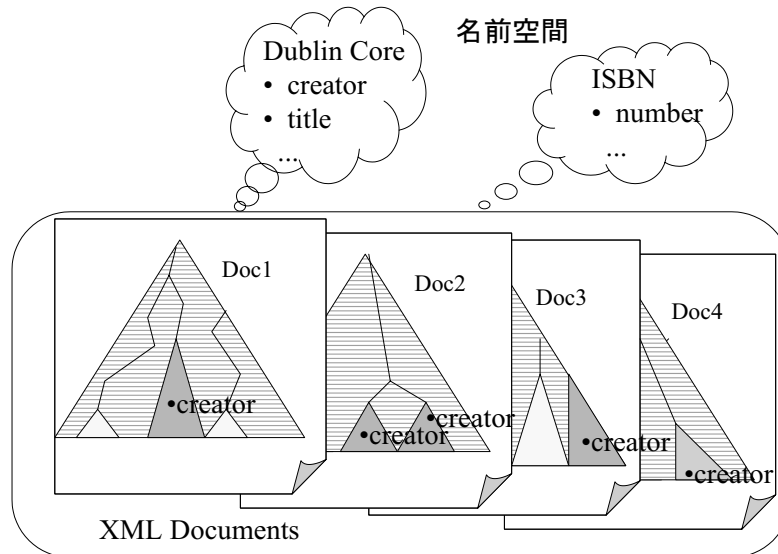 名前空間
Dublin Core
• creator
• title
...
ISBN
• number
...
Doc1
•creator
Doc2
•creator
•creator
Doc3
•creator
Doc4
•creator
XML Documents